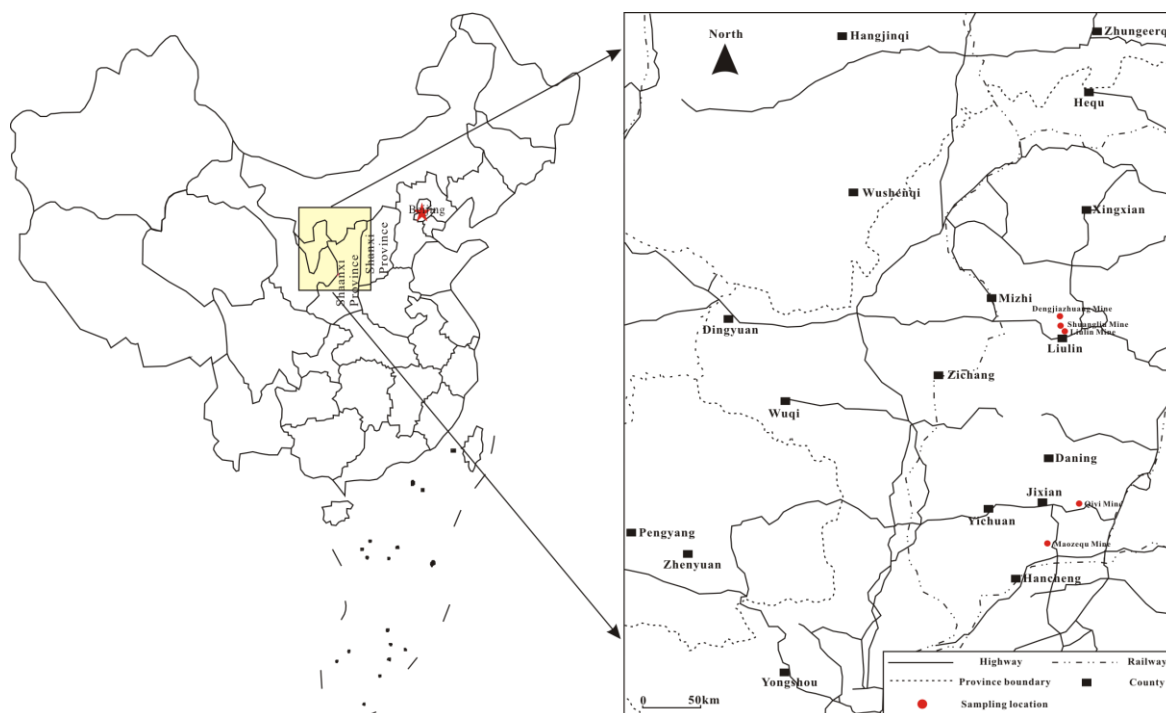 Beijing
Shanxi
Province
Shaanxi
Province
North
Hangjinqi
Zhungeerq
Hequ
Wushenqi
Xingxian
Mizhi
Dengjiazhuang Mine
Dingyuan
Shuangliu Mine
Liulin Mine
Liulin
Zichang
Wuqi
Daning
Jixian
Qiyi Mine
Yichuan
Pengyang
Maozequ Mine
Zhenyuan
Hancheng
Yongshou
0 50km
Highway
Railway
Province boundary
County
Sampling location